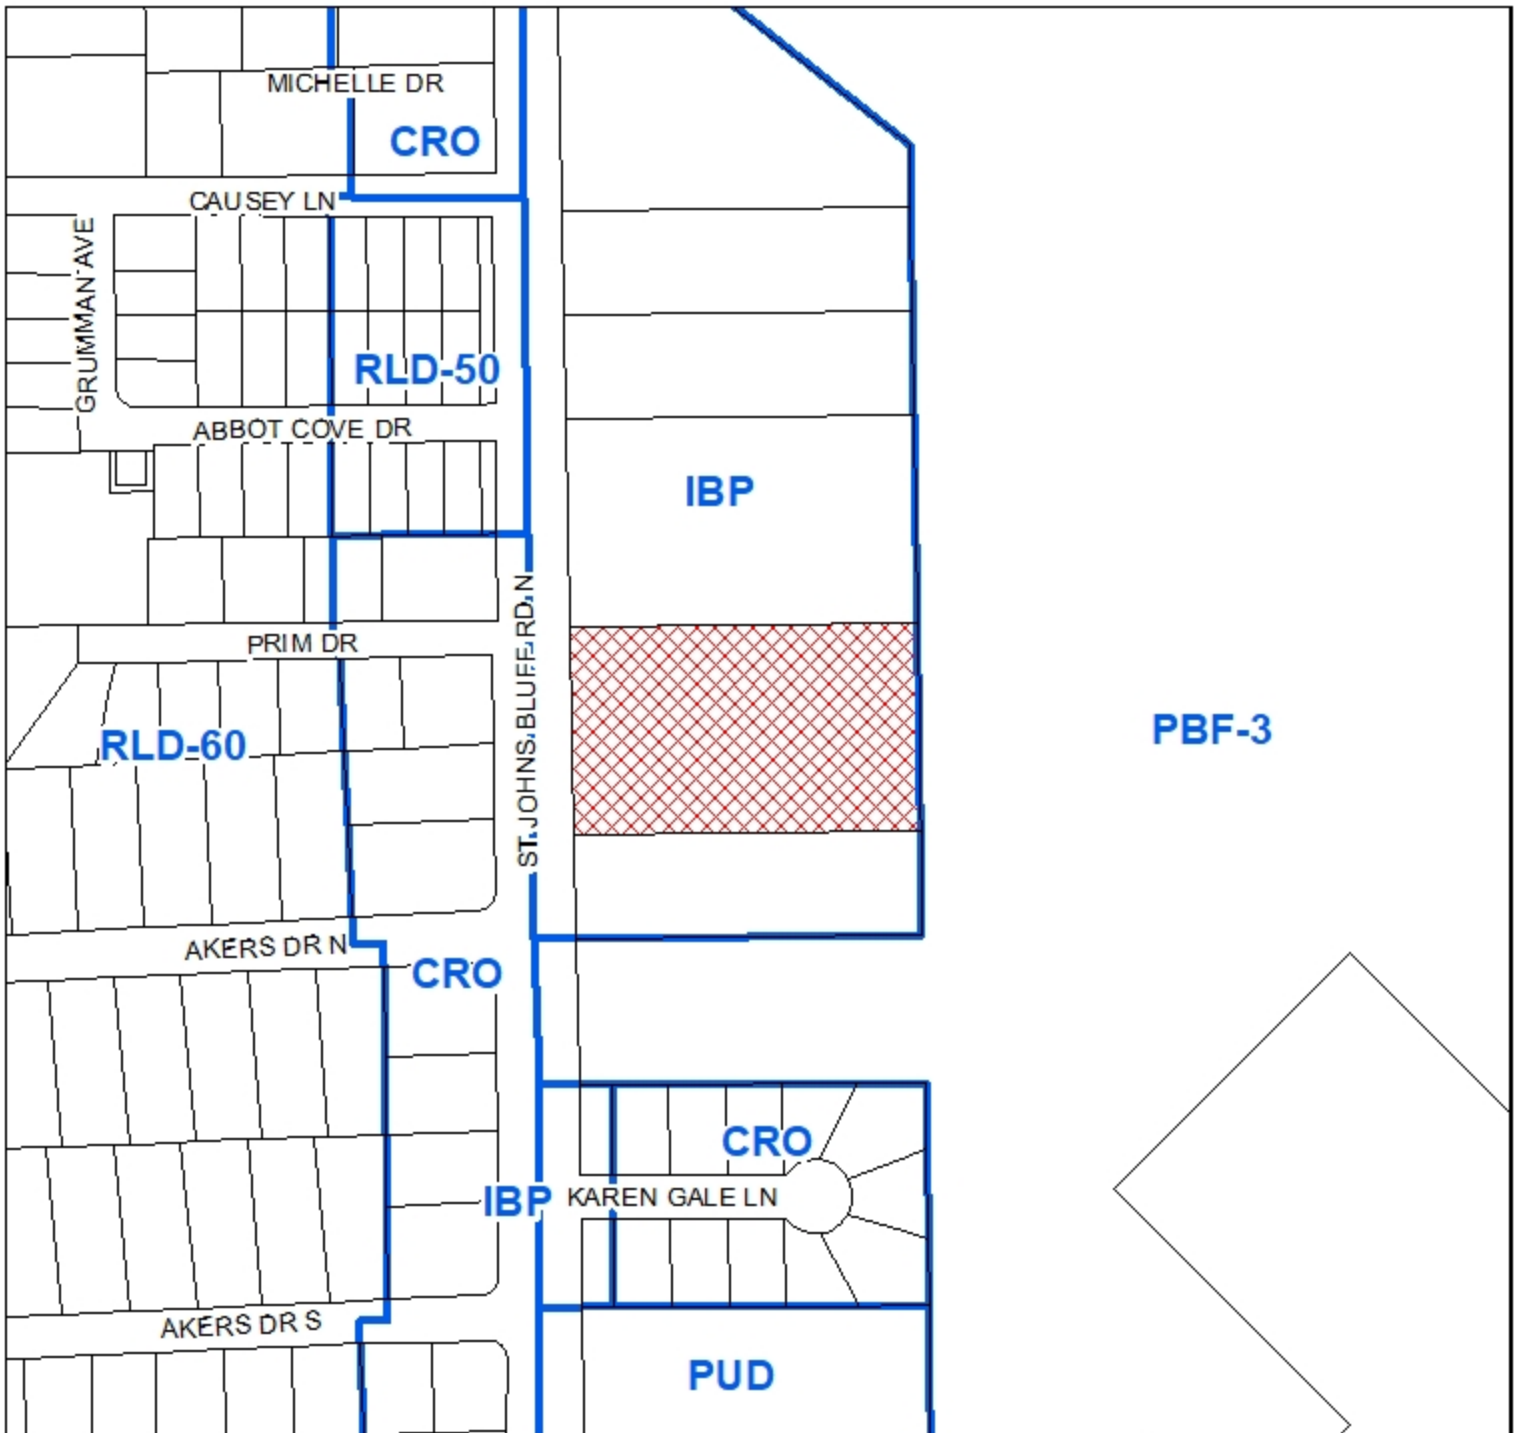 MICHELLE DR
CRO
CAUSEY LN
GRUMMAN AVE
RLD-50
ABBOT COVE DR
IBP
ST. JOHNS BLUFF RD N
PRIM DR
RLD-60
PBF-3
AKERS DR N
CRO
CRO
IBP
KAREN GALE LN
AKERS DR S
PUD